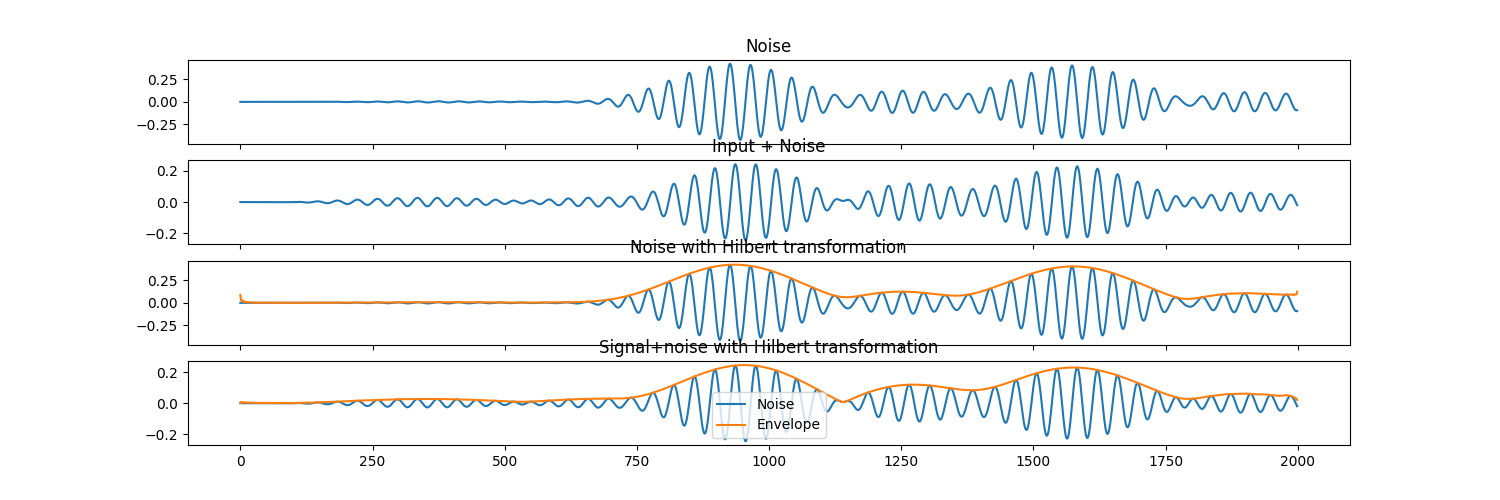 Noise
0.25
0.00
−0.25
Input + Noise
0.2
0.0
−0.2
Noise with Hilbert transformation
0.25
0.00
−0.25
Signal+noise with Hilbert transformation
0.2
0.0
−0.2
Noise
Envelope
0 250 500 750 1000 1250 1500 1750 2000